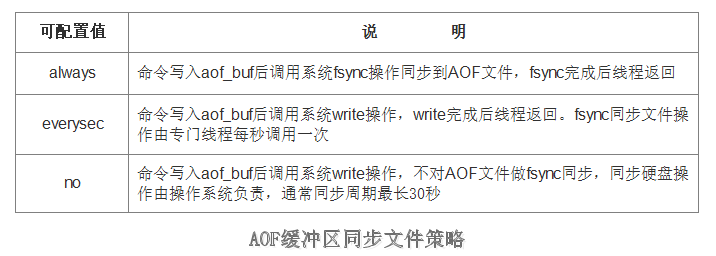 可配置值 说 明
always 命令写入aof_buf后调用系统fsync操作同步到AOF文件，fsync完成后线程返回
everysec 命令写入aof_buf后调用系统write操作，write完成后线程返回。fsync同步文件操
作由专门线程每秒调用一次
no 命令写入aof_buf后调用系统write操作，不对AOF文件做fsync同步，同步硬盘操
作由操作系统负责，通常同步周期最长30秒
AOF缓冲区同步文件策略